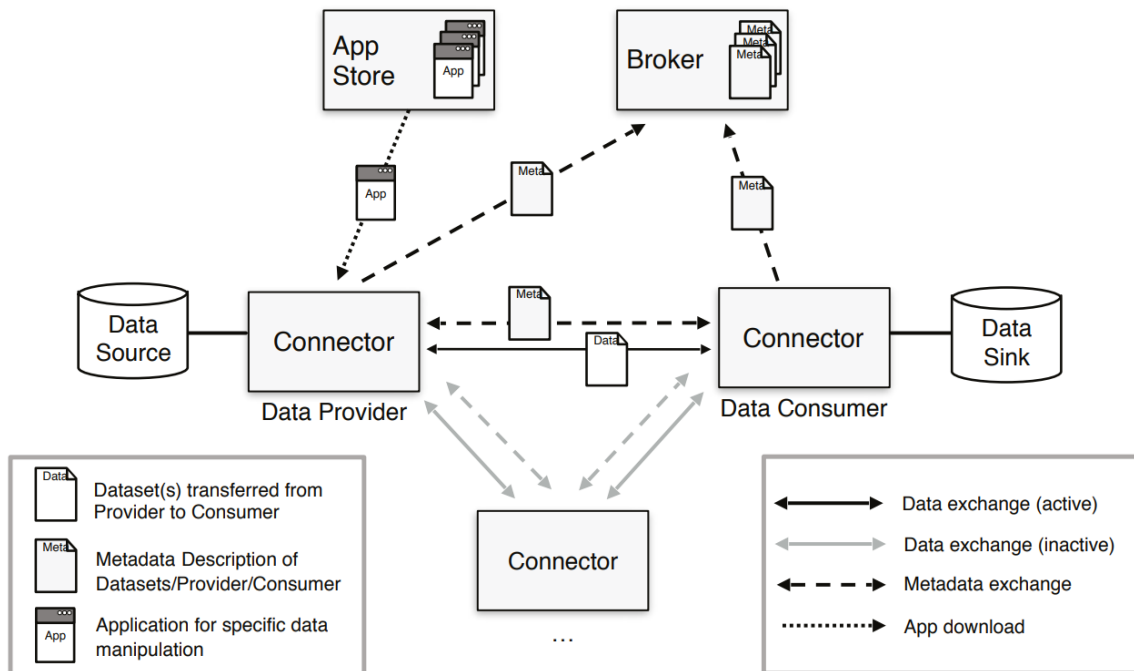 App
Store
App
Broker
Meta
Meta
Meta
App
Meta
Meta
Data
Source
Connector
Data Provider
Meta
Data
Connector
Data Consumer
Data
Sink
Connector
...
Data
Dataset(s) transferred from
Provider to Consumer
Meta
Metadata Description of
Datasets/Provider/Consumer
App
Application for specific data
manipulation
Data exchange (active)
Data exchange (inactive)
Metadata exchange
App download